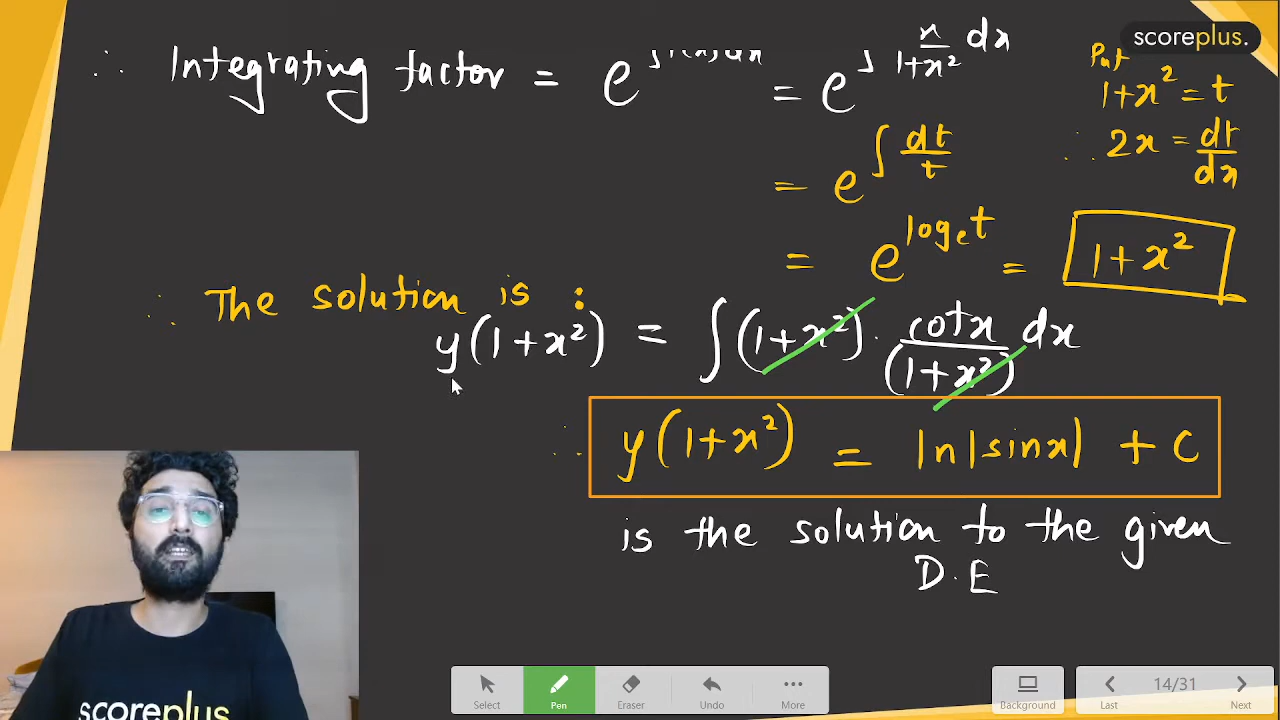 scoreplus.
∴ Integrating factor = e^∫ = e^∫ x/(1+x²) dx
Put
1+x² = t
∴ 2x = dt/dx
= e^∫ dt/t
= e^logₑt = 1+x²
∴ The solution is :
y(1+x²) = ∫(1+x²) · cotx/(1+x²) dx
∴ y(1+x²) = ln|sinx| + C
is the solution to the given
D.E
scoreplus
Select Pen Eraser Undo More Background Last 14/31 Next